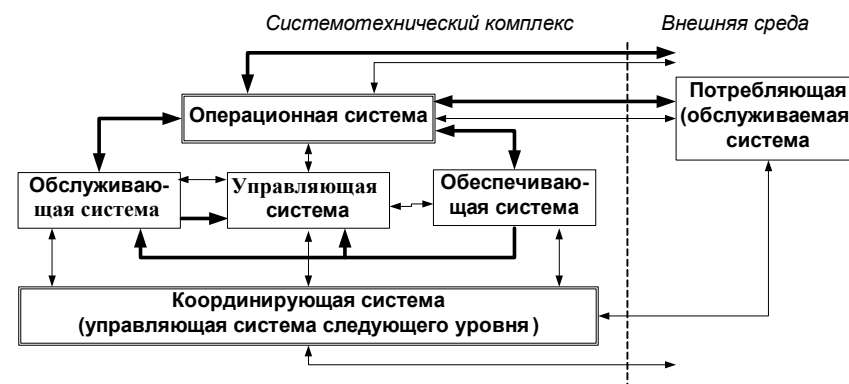 Системотехнический комплекс
Внешняя среда
Операционная система
Потребляющая
(обслуживаемая
система
Обслуживаю-
щая система
Управляющая
система
Обеспечиваю-
щая система
Координирующая система
(управляющая система следующего уровня)